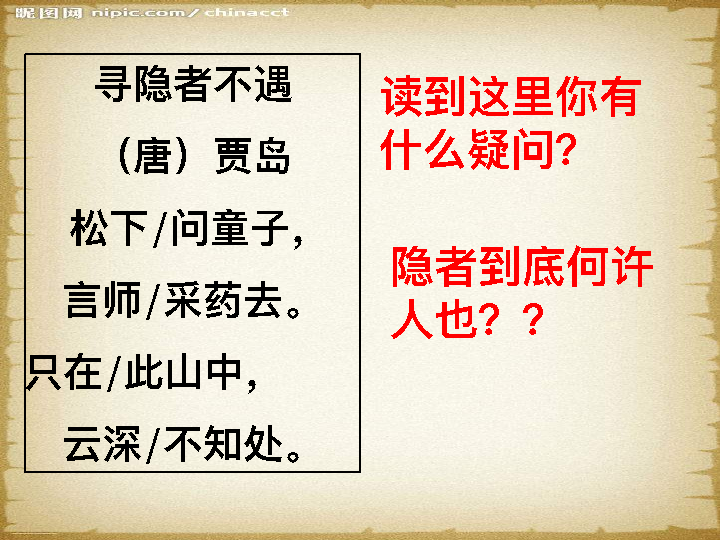 昵图网 nipic.com/chinacct
寻隐者不遇
（唐）贾岛
松下/问童子，
言师/采药去。
只在/此山中，
云深/不知处。
读到这里你有
什么疑问？
隐者到底何许
人也？？